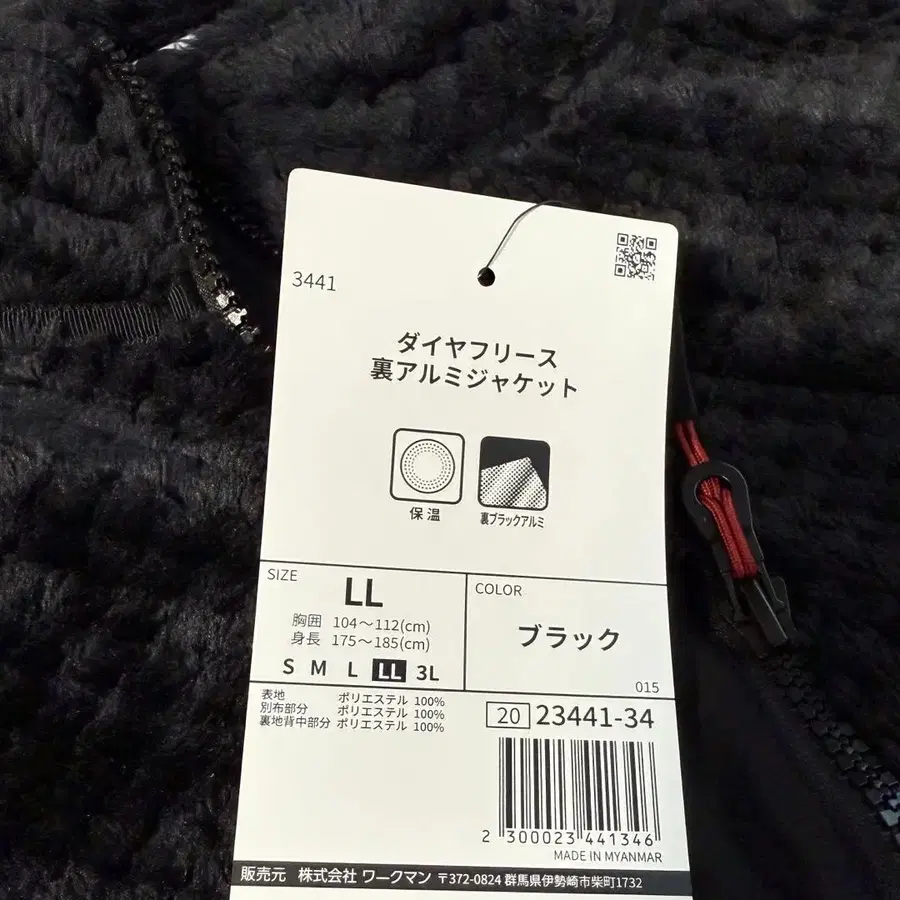 3441
ダイヤフリース
裏アルミジャケット
保温
裏ブラックアルミ
SIZE
LL
胸囲 104〜112(cm)
身長 175〜185(cm)
S M L LL 3L
COLOR
ブラック
015
表地 ポリエステル 100%
別布部分 ポリエステル 100%
裏地背中部分 ポリエステル 100%
20 23441-34
2 300023 441346
MADE IN MYANMAR
販売元 株式会社 ワークマン 〒372-0824 群馬県伊勢崎市柴町1732